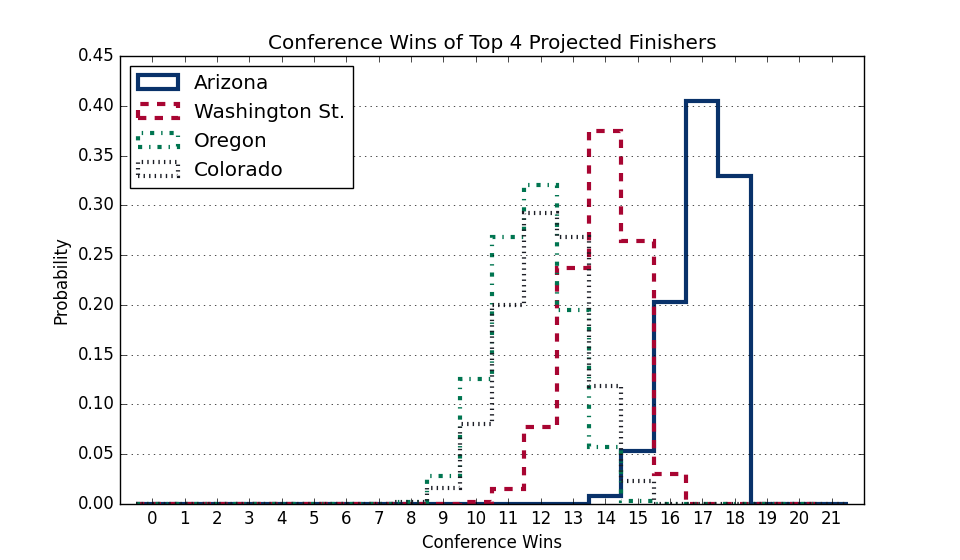 Conference Wins of Top 4 Projected Finishers
0.45
0.40
0.35
0.30
0.25
0.20
0.15
0.10
0.05
0.00
Probability
Arizona
Washington St.
Oregon
Colorado
0 1 2 3 4 5 6 7 8 9 10 11 12 13 14 15 16 17 18 19 20 21
Conference Wins